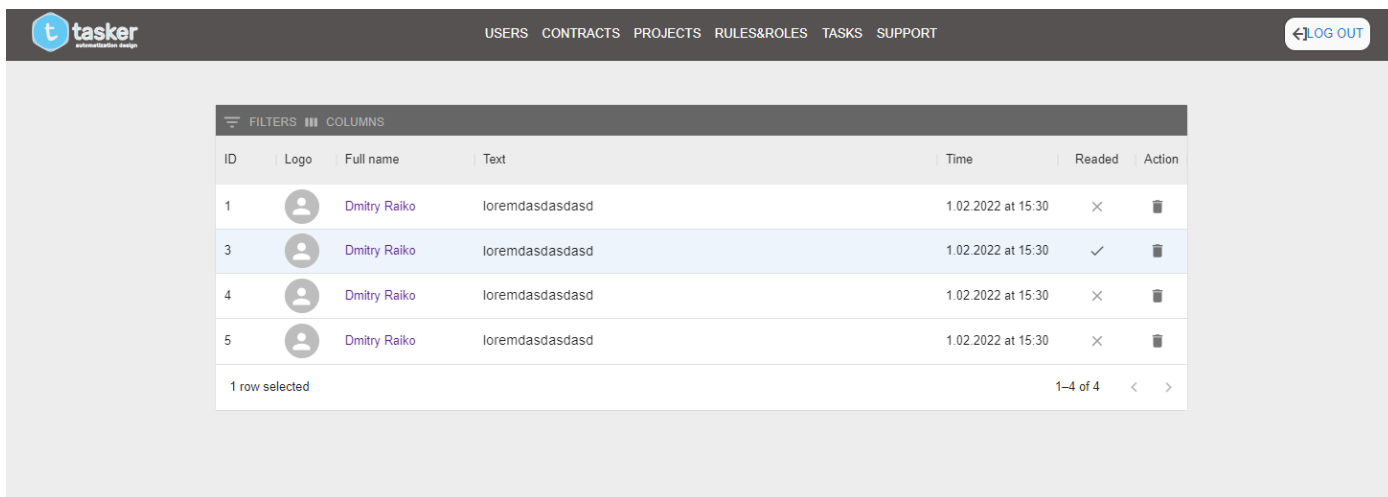 t tasker
automatization design
USERS CONTRACTS PROJECTS RULES&ROLES TASKS SUPPORT
LOG OUT
FILTERS COLUMNS
ID Logo Full name Text Time Readed Action
1 Dmitry Raiko loremdasdasdasd 1.02.2022 at 15:30
3 Dmitry Raiko loremdasdasdasd 1.02.2022 at 15:30
4 Dmitry Raiko loremdasdasdasd 1.02.2022 at 15:30
5 Dmitry Raiko loremdasdasdasd 1.02.2022 at 15:30
1 row selected 1–4 of 4